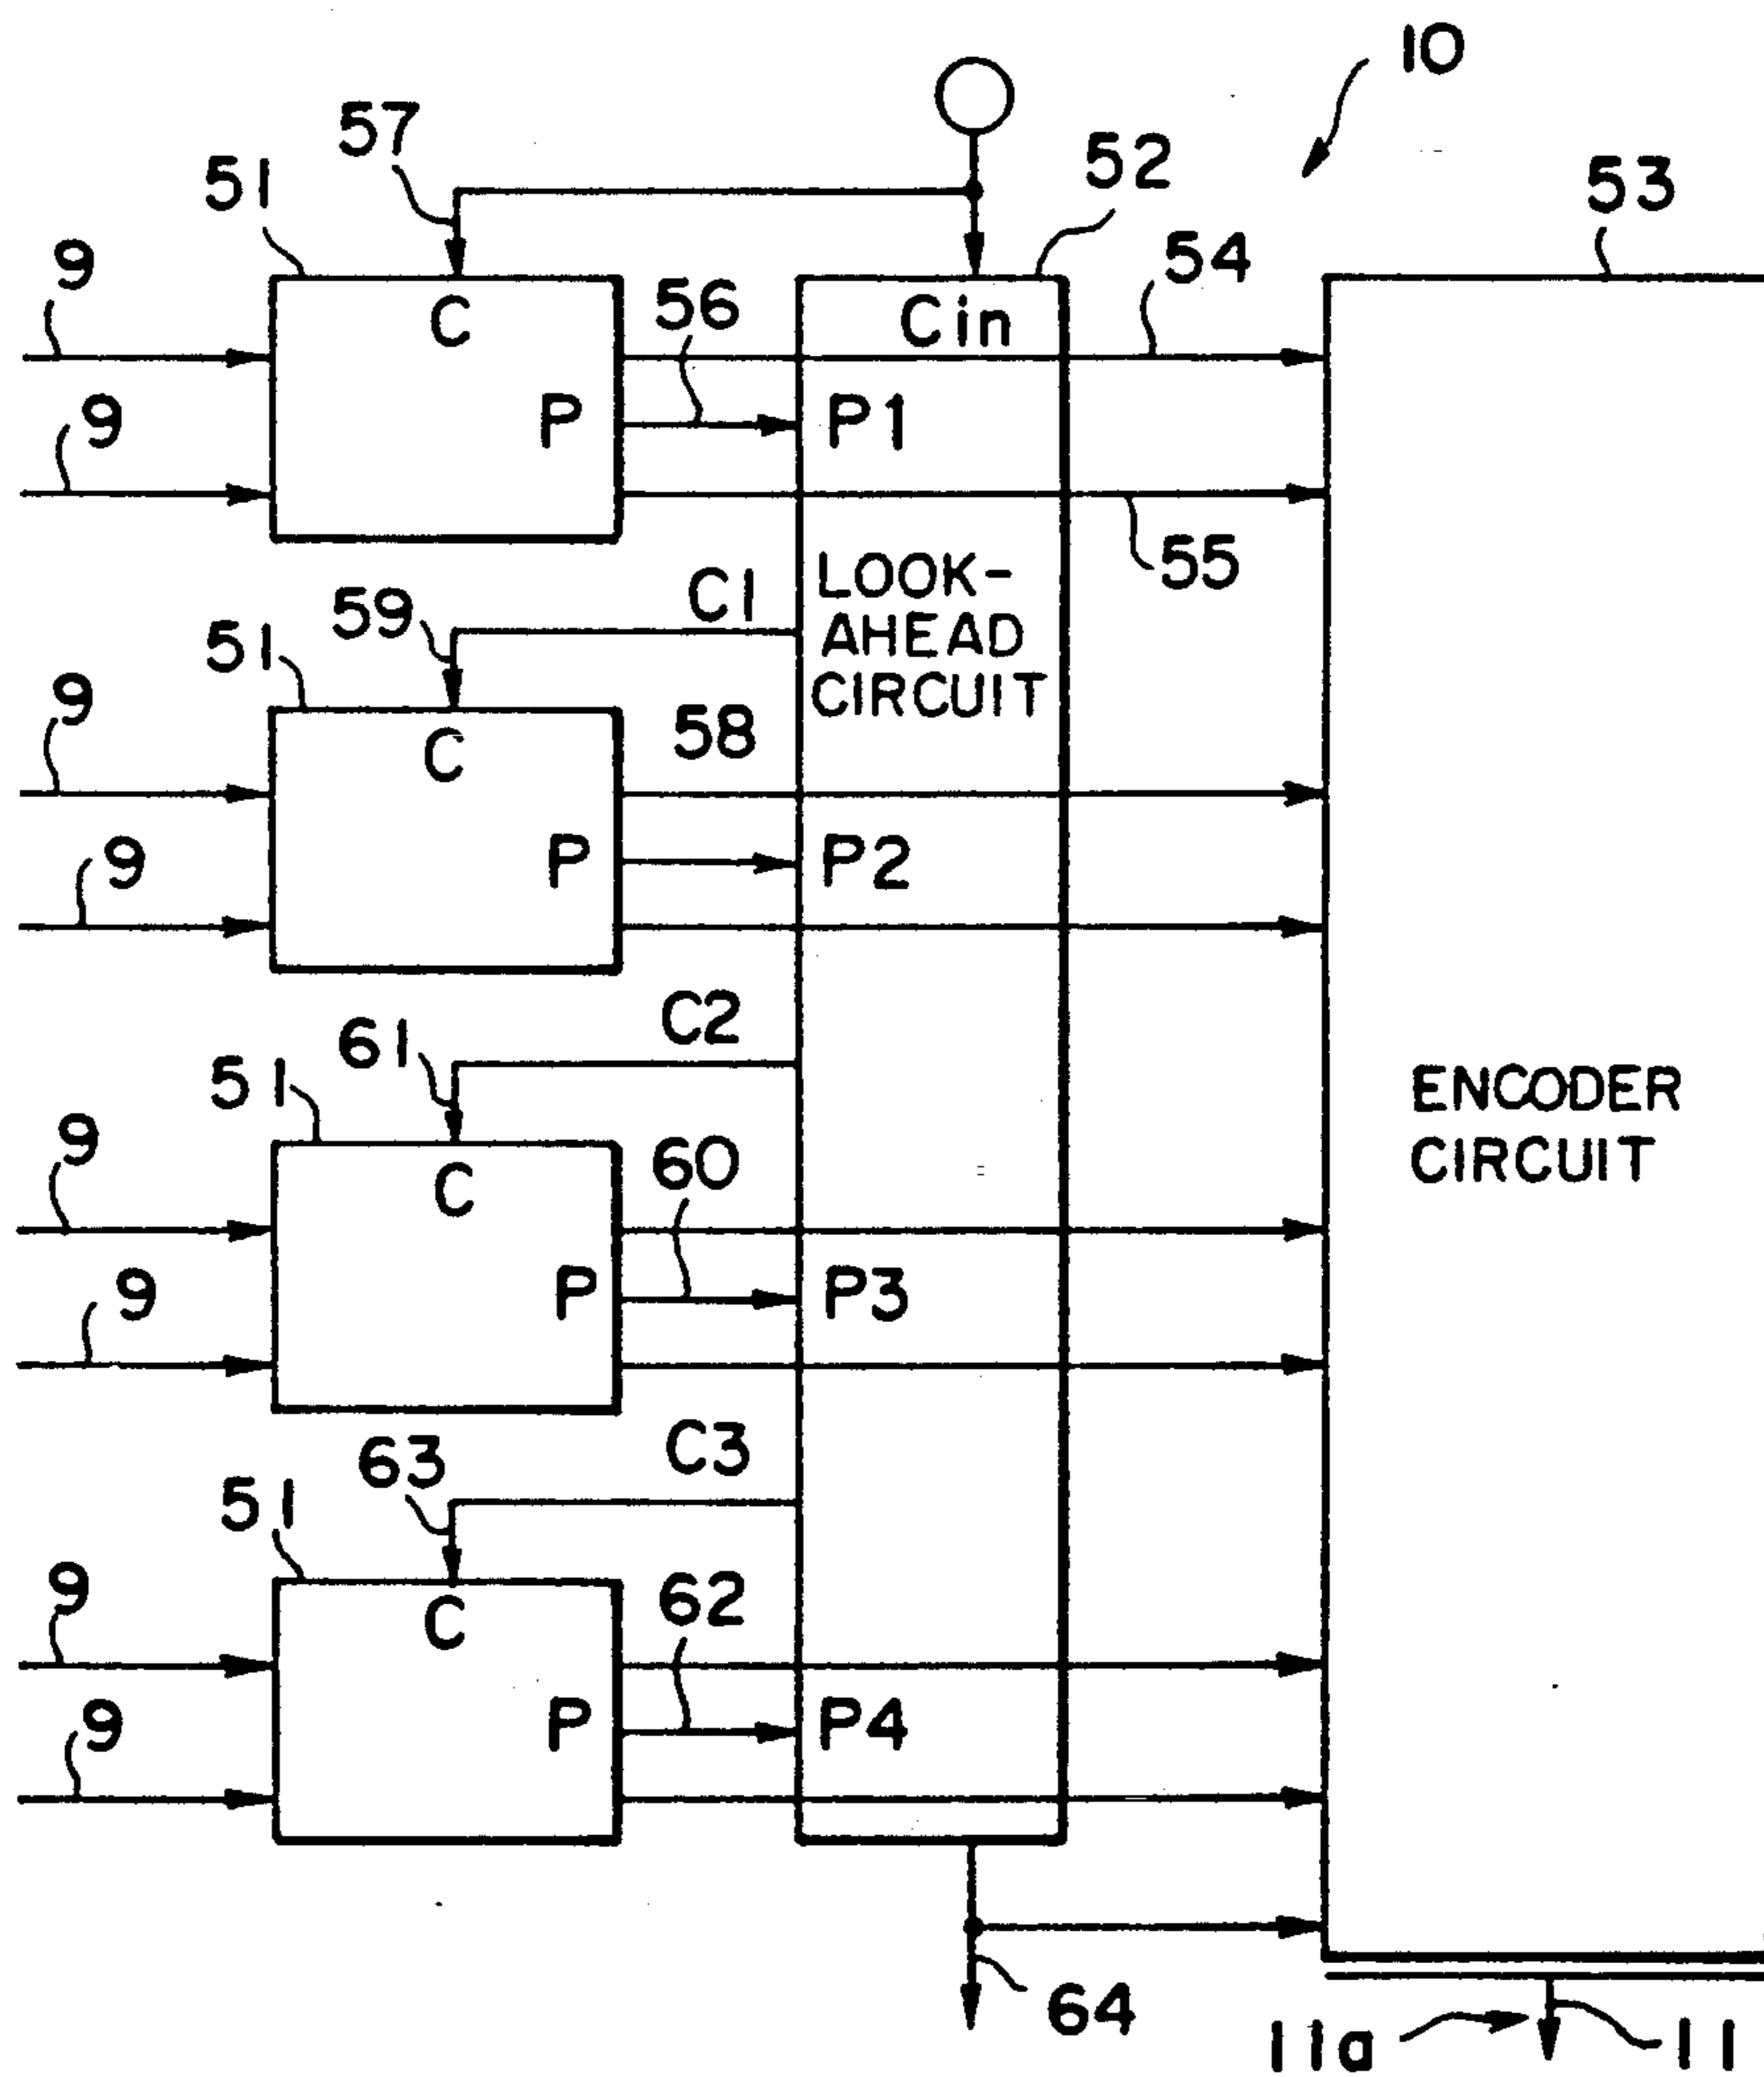 10
57
52
51
53
9
54
56
C
Cin
9
P
P1
55
LOOK-
AHEAD
CIRCUIT
C1
59
51
9
58
C
9
P
P2
C2
61
51
ENCODER
CIRCUIT
9
60
C
9
P
P3
C3
63
51
9
62
C
9
P
P4
64
11a
11